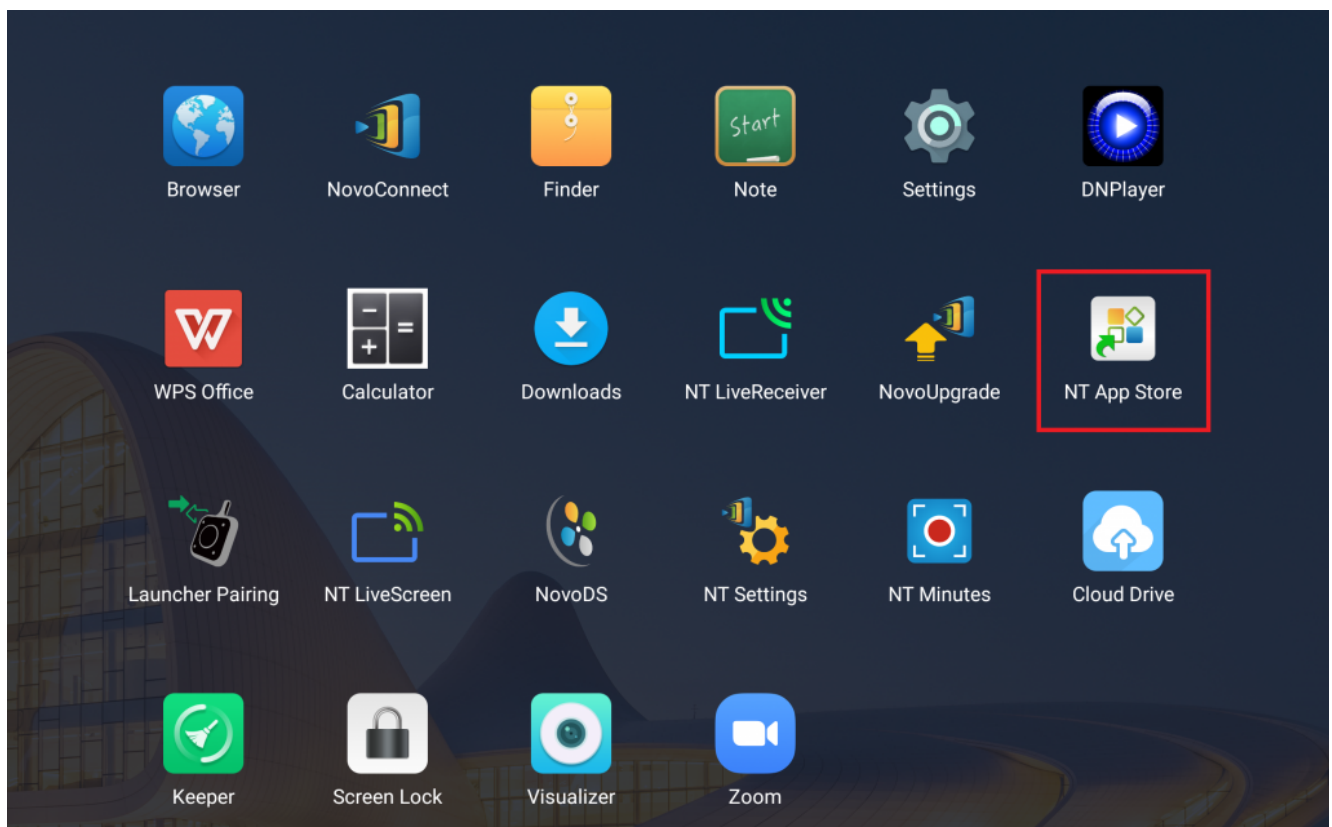 Start
Browser
NovoConnect
Finder
Note
Settings
DNPlayer
WPS Office
Calculator
Downloads
NT LiveReceiver
NovoUpgrade
NT App Store
Launcher Pairing
NT LiveScreen
NovoDS
NT Settings
NT Minutes
Cloud Drive
Keeper
Screen Lock
Visualizer
Zoom